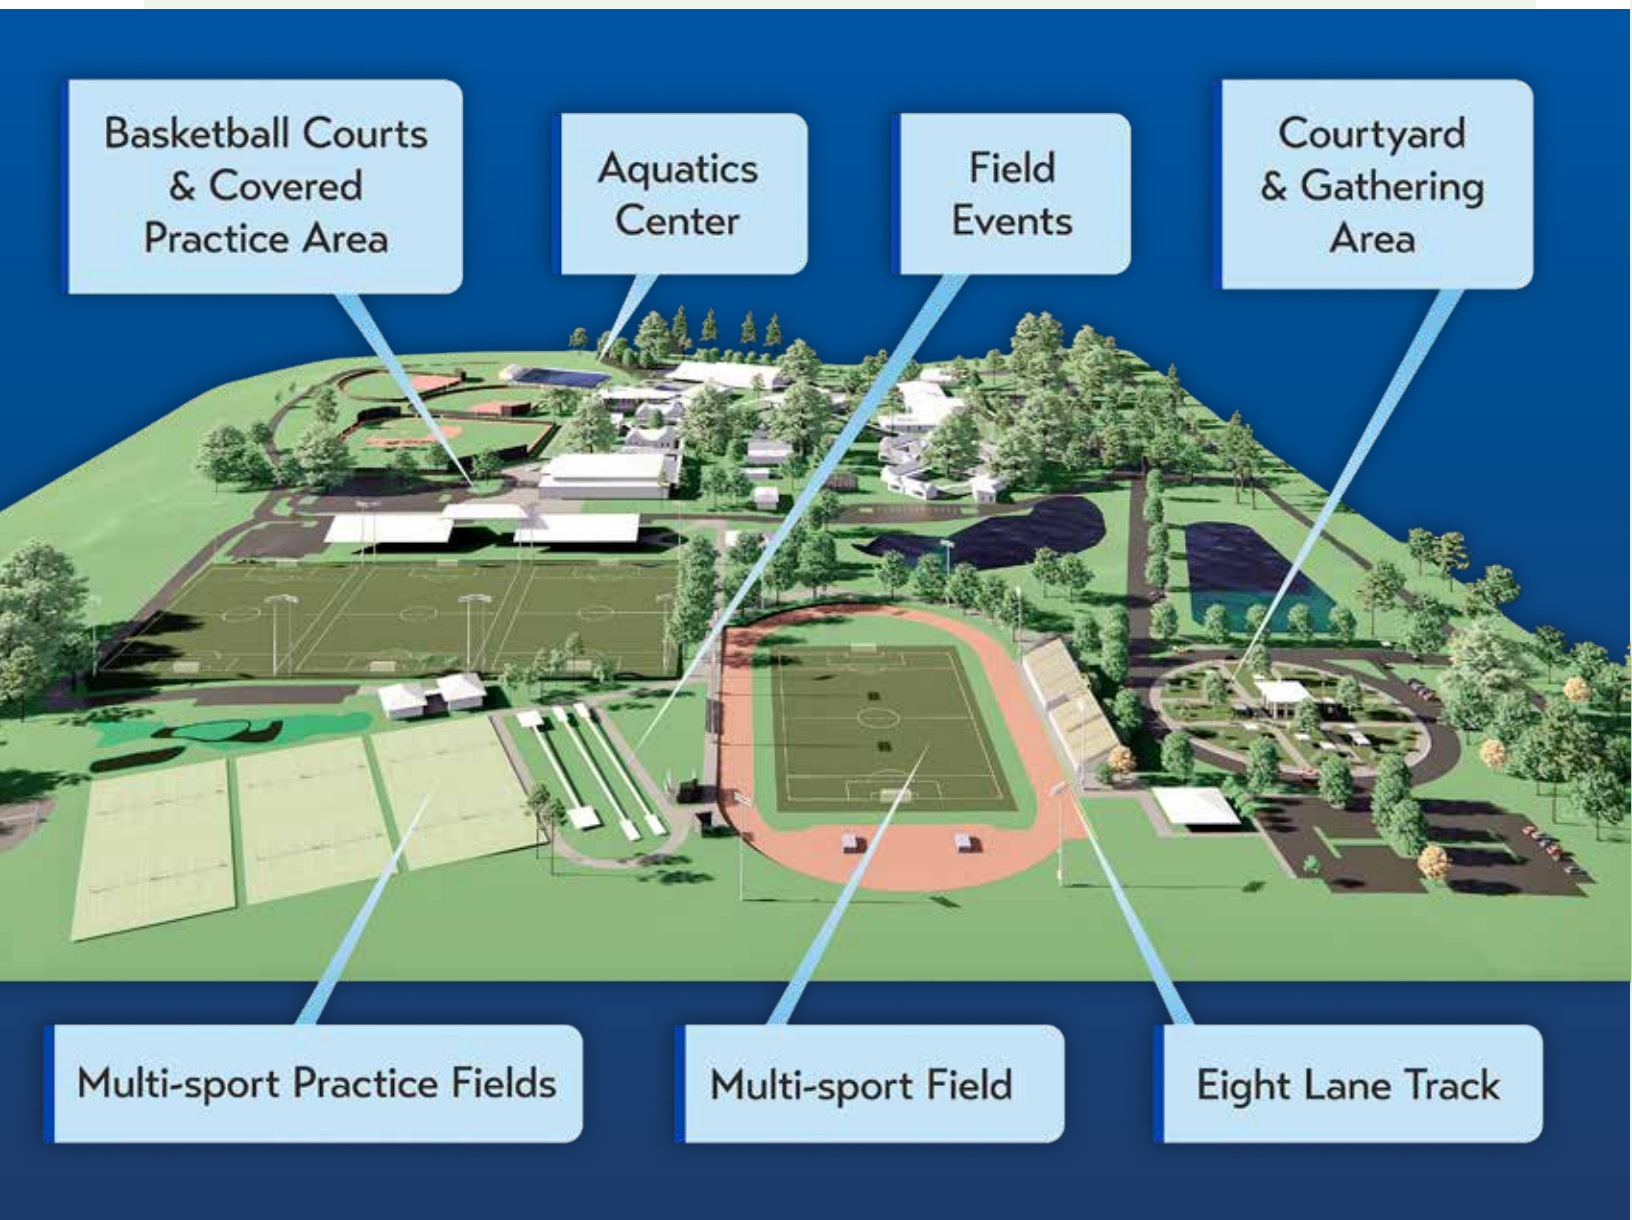 Basketball Courts
& Covered
Practice Area
Aquatics
Center
Field
Events
Courtyard
& Gathering
Area
Multi-sport Practice Fields
Multi-sport Field
Eight Lane Track